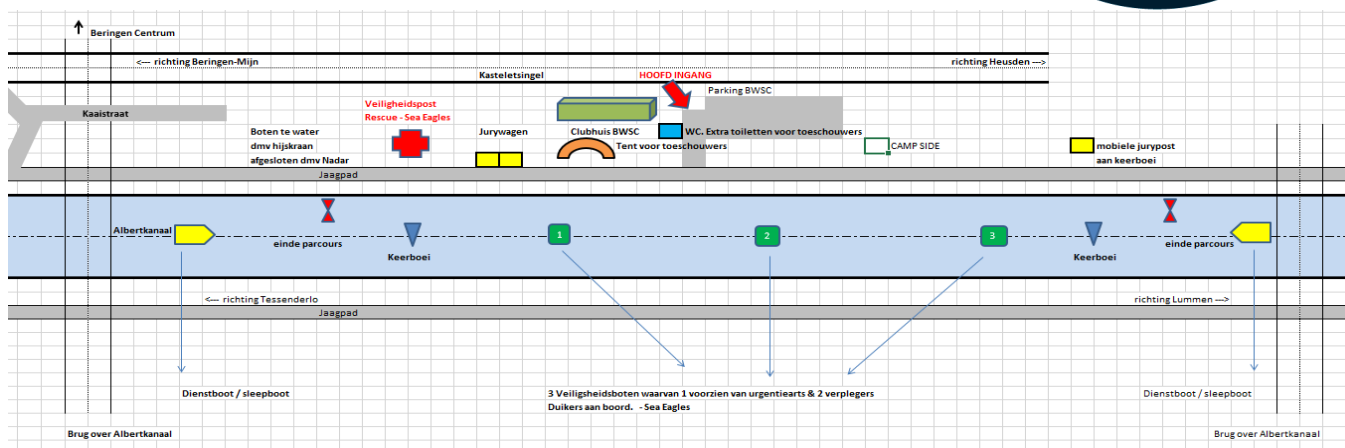 Beringen Centrum
<--- richting Beringen-Mijn
richting Heusden --->
Kasteletsingel
HOOFD INGANG
Parking BWSC
Kaaistraat
Veiligheidspost
Rescue - Sea Eagles
Boten te water
dmv hijskraan
afgesloten dmv Nadar
Jurywagen
Clubhuis BWSC
WC. Extra toiletten voor toeschouwers
Tent voor toeschouwers
CAMP SIDE
mobiele jurypost
aan keerboei
Jaagpad
Albertkanaal
einde parcours
Keerboei
1
2
3
Keerboei
einde parcours
<--- richting Tessenderlo
richting Lummen --->
Jaagpad
Dienstboot / sleepboot
3 Veiligsheidsboten waarvan 1 voorzien van urgentiearts & 2 verplegers
Duikers aan boord. - Sea Eagles
Dienstboot / sleepboot
Brug over Albertkanaal
Brug over Albertkanaal